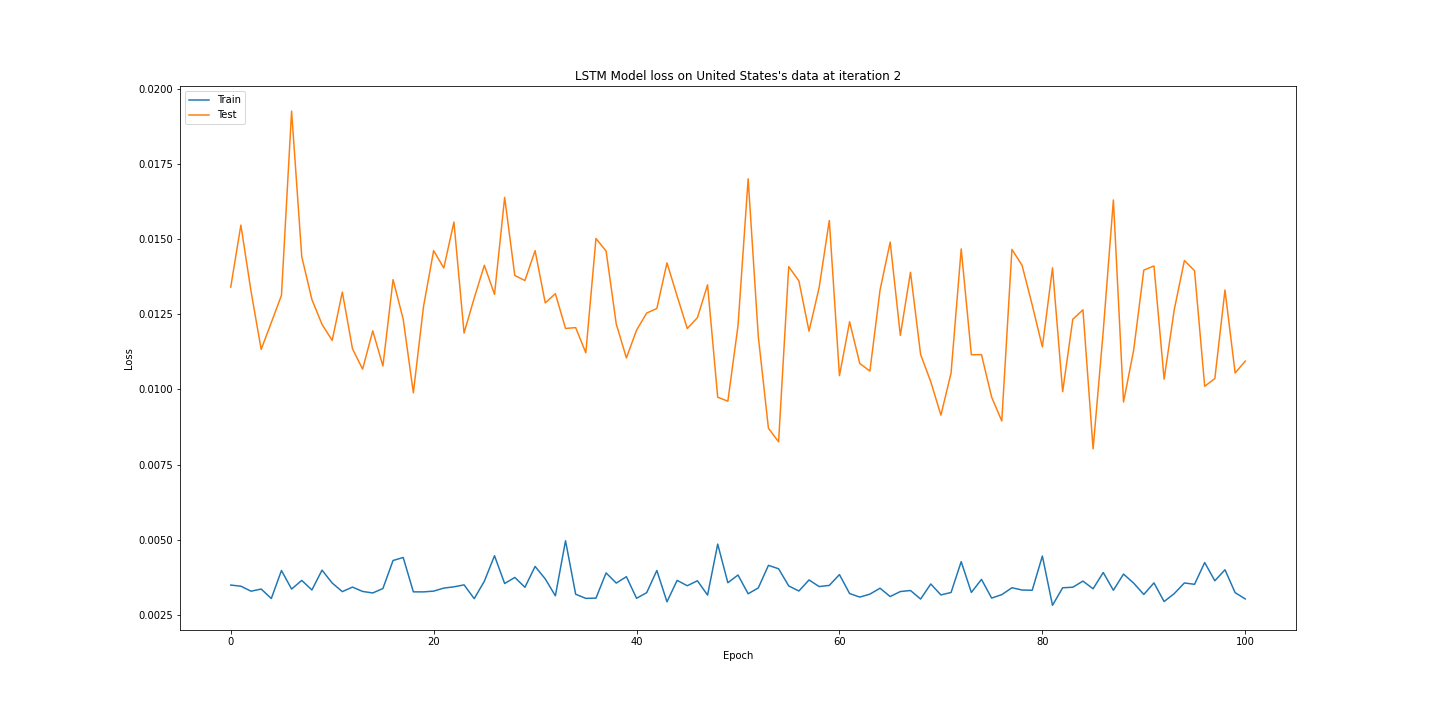 LSTM Model loss on United States's data at iteration 2
Train
Test
0.0200
0.0175
0.0150
0.0125
0.0100
0.0075
0.0050
0.0025
Loss
0 20 40 60 80 100
Epoch